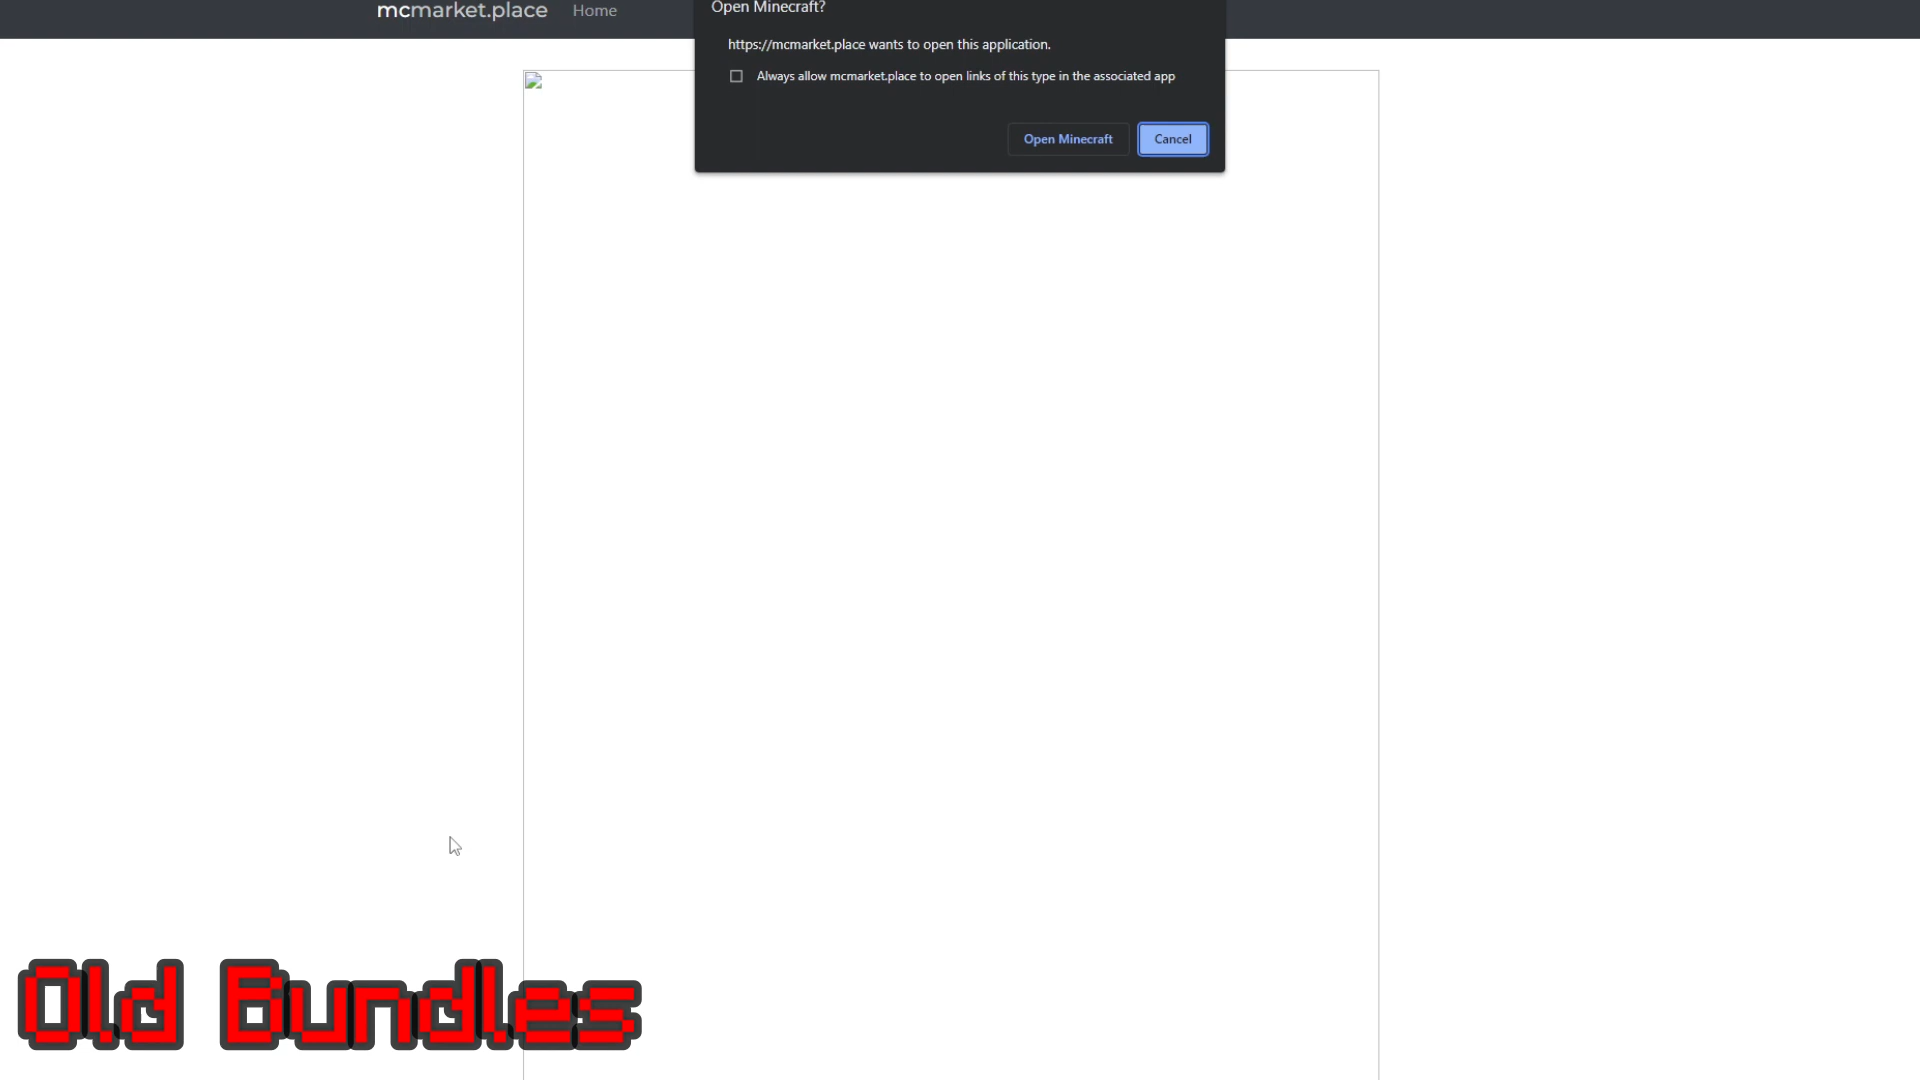 mcmarket.place Home
Open Minecraft?
https://mcmarket.place wants to open this application.
Always allow mcmarket.place to open links of this type in the associated app
Open Minecraft Cancel
Old Bundles